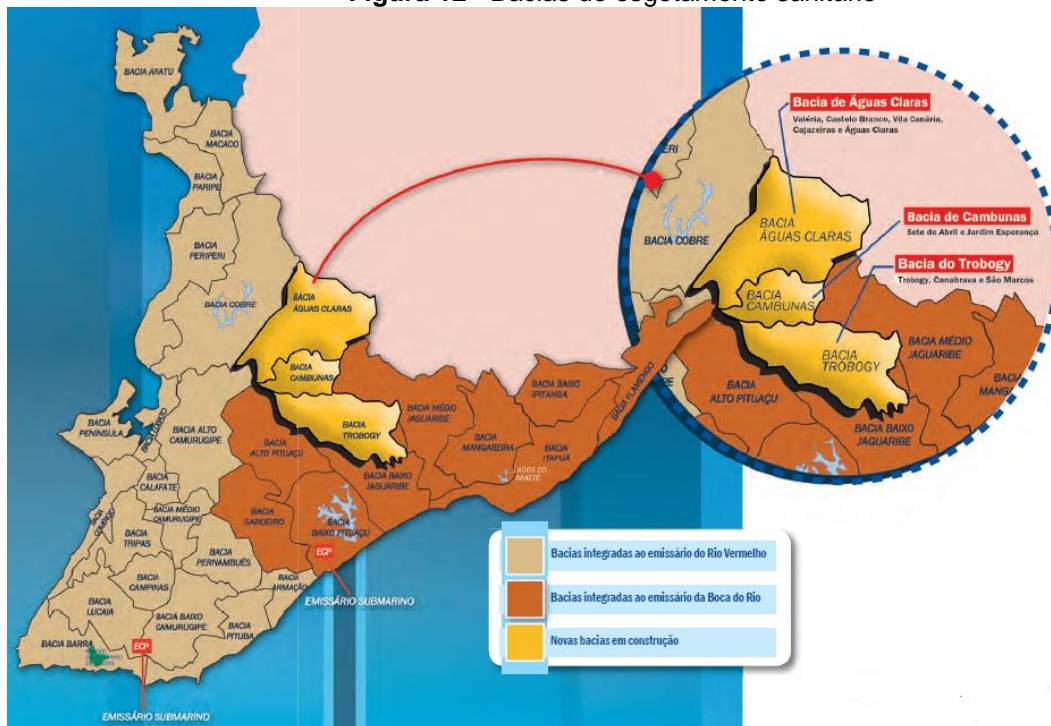 BACIA ARATU
BACIA
MACACO
BACIA
PARIPE
BACIA
PERIPERI
BACIA COBRE
BACIA
ÁGUAS CLARAS
BACIA
CAMBUNAS
BACIA
TROBOGY
BACIA
PENÍNSULA
BACIA ALTO
CAMURUGIPE
BACIA
ALTO PITUAÇU
BACIA MÉDIO
JAGUARIBE
BACIA
MANGABEIRA
BACIA BAIXO
IPITANGA
BACIA FLAMENGO
BACIA
ITAPUÃ
BACIA BAIXO
JAGUARIBE
LAGOA DO
ABAETÉ
BACIA
CALAFATE
BACIA MÉDIO
CAMURUGIPE
BACIA
TRIPAS
BACIA
SABOEIRO
BACIA
BAIXO PITUAÇU
BACIA
PERNAMBUÉS
ECP
BACIA
ARMAÇÃO
EMISSÁRIO SUBMARINO
BACIA
CAMPINAS
BACIA
LUCAIA
BACIA BAIXO
CAMURUGIPE
BACIA
PITUBA
BACIA BARRA
ECP
EMISSÁRIO SUBMARINO
Bacia de Águas Claras
Valéria, Castelo Branco, Vila Canária,
Cajazeiras e Águas Claras
Bacia de Cambunas
Sete de Abril e Jardim Esperança
Bacia do Trobogy
Trobogy, Canabrava e São Marcos
ERI
BACIA COBRE
BACIA
ÁGUAS CLARAS
BACIA
CAMBUNAS
BACIA
TROBOGY
BACIA
ALTO PITUAÇU
BACIA MÉDIO
JAGUARIBE
BACIA
MANGA
BACIA BAIXO
JAGUARIBE
Bacias integradas ao emissário do Rio Vermelho
Bacias integradas ao emissário da Boca do Rio
Novas bacias em construção